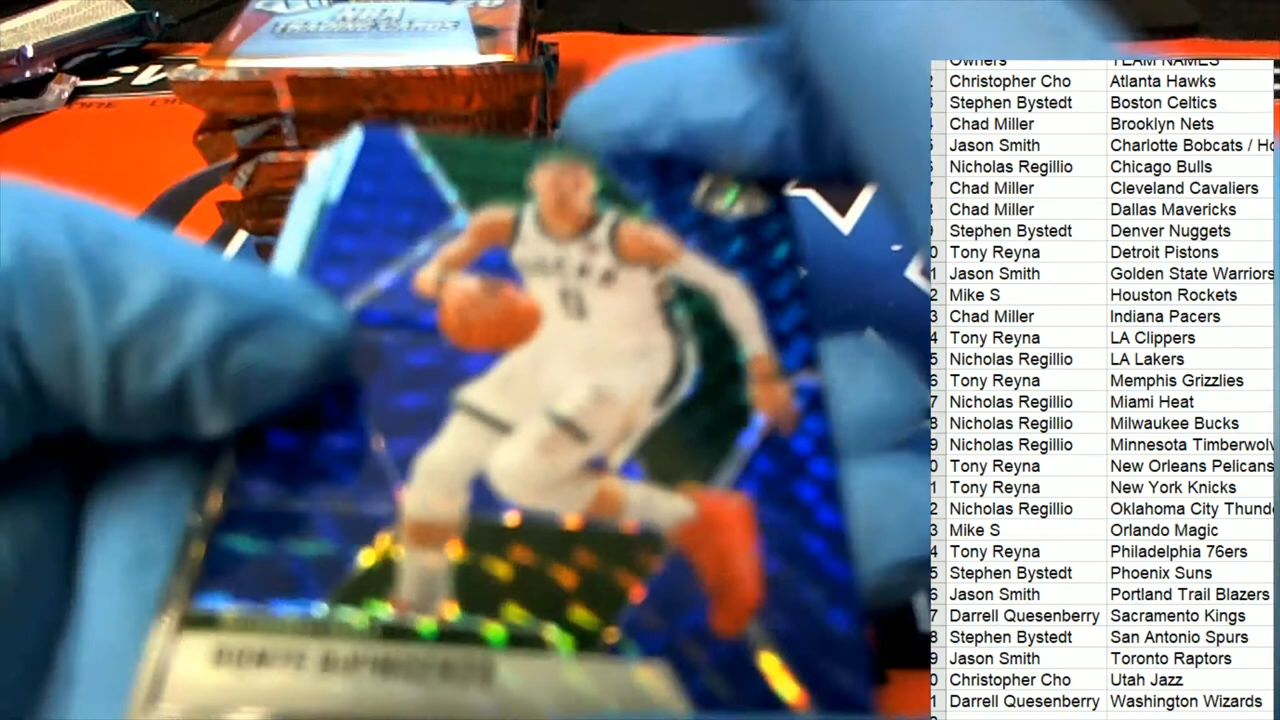 Owners TEAM NAMES
Christopher Cho Atlanta Hawks
Stephen Bystedt Boston Celtics
Chad Miller Brooklyn Nets
Jason Smith Charlotte Bobcats / Ho
Nicholas Regillio Chicago Bulls
Chad Miller Cleveland Cavaliers
Chad Miller Dallas Mavericks
Stephen Bystedt Denver Nuggets
Tony Reyna Detroit Pistons
Jason Smith Golden State Warriors
Mike S Houston Rockets
Chad Miller Indiana Pacers
Tony Reyna LA Clippers
Nicholas Regillio LA Lakers
Tony Reyna Memphis Grizzlies
Nicholas Regillio Miami Heat
Nicholas Regillio Milwaukee Bucks
Nicholas Regillio Minnesota Timberwolv
Tony Reyna New Orleans Pelicans
Tony Reyna New York Knicks
Nicholas Regillio Oklahoma City Thund
Mike S Orlando Magic
Tony Reyna Philadelphia 76ers
Stephen Bystedt Phoenix Suns
Jason Smith Portland Trail Blazers
Darrell Quesenberry Sacramento Kings
Stephen Bystedt San Antonio Spurs
Jason Smith Toronto Raptors
Christopher Cho Utah Jazz
Darrell Quesenberry Washington Wizards